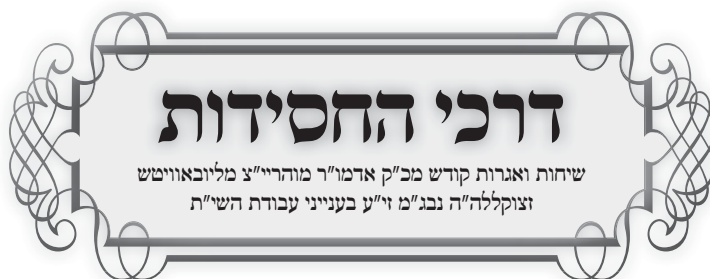 דרכי החסידות
שיחות ואגרות קודש מכ"ק אדמו"ר מוהריי"צ מליובאוויטש
זצוקללה"ה נבג"מ זי"ע בענייני עבודת השי"ת